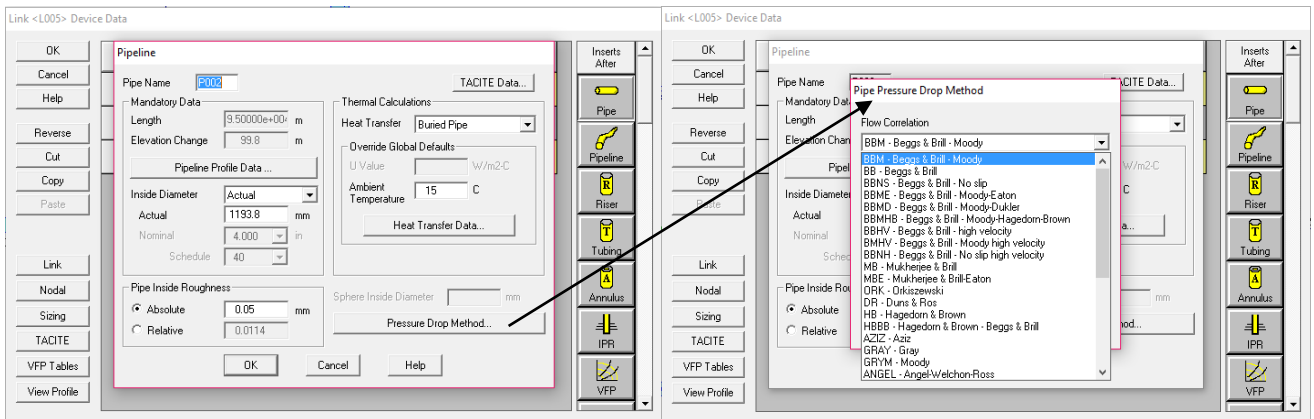 Link <L005> Device Data
OK
Cancel
Help
Reverse
Cut
Copy
Paste
Link
Nodal
Sizing
TACITE
VFP Tables
View Profile
Pipeline
Pipe Name P002 TACITE Data...
Mandatory Data
Length 9.50000e+004 m
Elevation Change 99.8 m
Pipeline Profile Data ...
Inside Diameter Actual
Actual 1193.8 mm
Nominal 4.000 in
Schedule 40
Pipe Inside Roughness
Absolute 0.05 mm
Relative 0.0114
Thermal Calculations
Heat Transfer Buried Pipe
Override Global Defaults
U Value W/m2-C
Ambient
Temperature 15 C
Heat Transfer Data...
Sphere Inside Diameter mm
Pressure Drop Method...
OK Cancel Help
Inserts
After
Pipe
Pipeline
R
Riser
T
Tubing
A
Annulus
IPR
VFP
Link <L005> Device Data
OK
Cancel
Help
Reverse
Cut
Copy
Link
Nodal
Sizing
TACITE
VFP Tables
View Profile
Pipeline
Pipe Name TACITE Data...
Mandatory Dat
Length
Elevation Chan
Pipel
Inside Diameter
Actual
Nominal
Sched
Pipe Inside Rou
Absolute
Relative
Pipe Pressure Drop Method
Flow Correlation
BBM - Beggs & Brill - Moody
BBM - Beggs & Brill - Moody
BB - Beggs & Brill
BBNS - Beggs & Brill - No slip
BBME - Beggs & Brill - Moody-Eaton
BBMD - Beggs & Brill - Moody-Dukler
BBMHB - Beggs & Brill - Moody-Hagedorn-Brown
BBHV - Beggs & Brill - high velocity
BMHV - Beggs & Brill - Moody high velocity
BBNH - Beggs & Brill - No slip high velocity
MB - Mukherjee & Brill
MBE - Mukherjee & Brill-Eaton
ORK - Orkiszewski
DR - Duns & Ros
HB - Hagedorn & Brown
HBBB - Hagedorn & Brown - Beggs & Brill
AZIZ - Aziz
GRAY - Gray
GRYM - Moody
ANGEL - Angel-Welchon-Ross
W/m2-C
C
a...
mm
od...
Inserts
After
Pipe
Pipeline
R
Riser
T
Tubing
A
Annulus
IPR
VFP